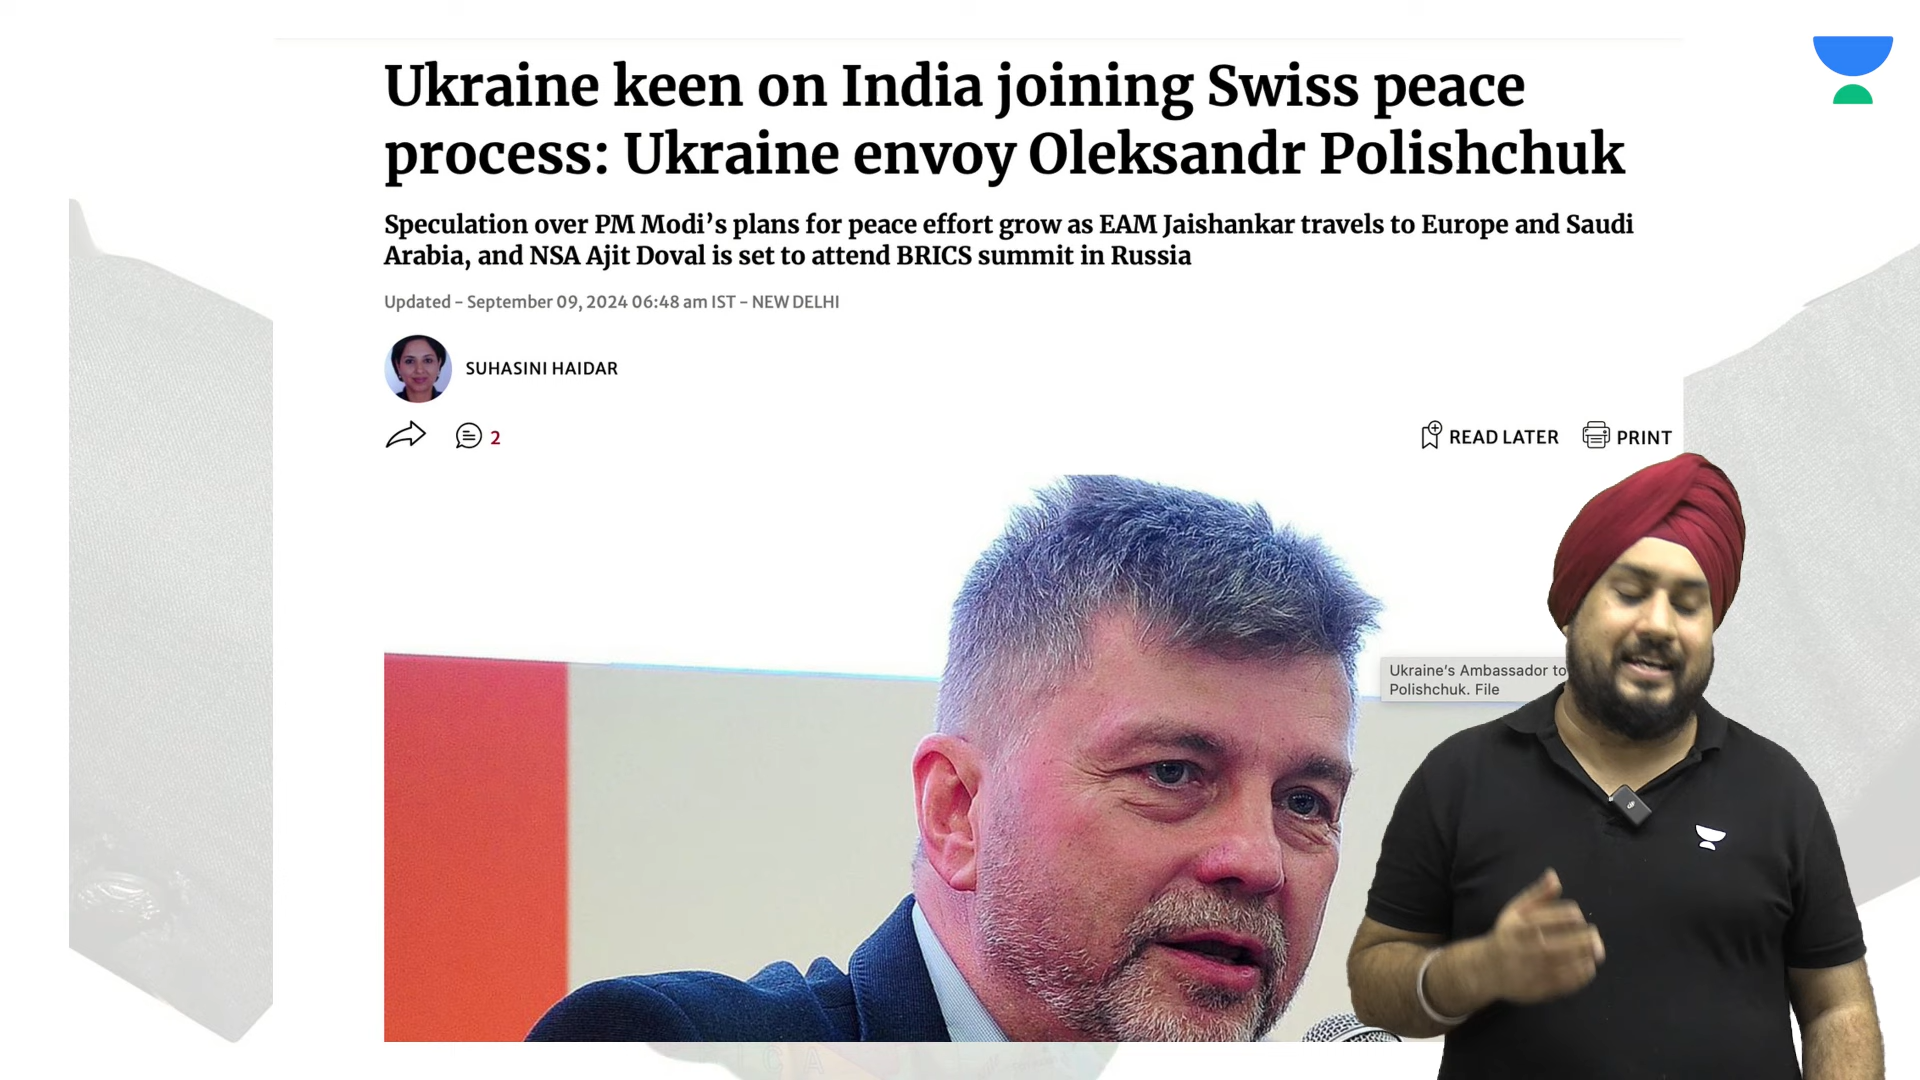 Ukraine keen on India joining Swiss peace
process: Ukraine envoy Oleksandr Polishchuk
Speculation over PM Modi’s plans for peace effort grow as EAM Jaishankar travels to Europe and Saudi
Arabia, and NSA Ajit Doval is set to attend BRICS summit in Russia
Updated - September 09, 2024 06:48 am IST - NEW DELHI
SUHASINI HAIDAR
2
READ LATER
PRINT
Ukraine’s Ambassador to
Polishchuk. File